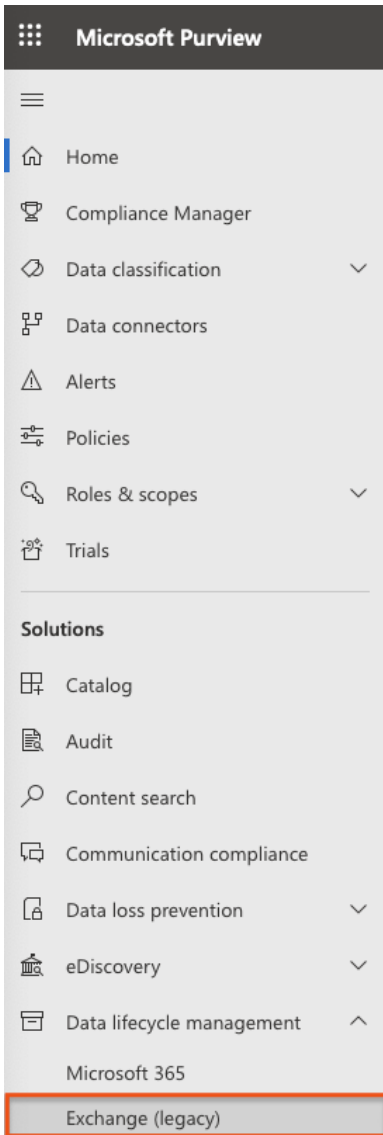 Microsoft Purview
Home
Compliance Manager
Data classification
Data connectors
Alerts
Policies
Roles & scopes
Trials
Solutions
Catalog
Audit
Content search
Communication compliance
Data loss prevention
eDiscovery
Data lifecycle management
Microsoft 365
Exchange (legacy)